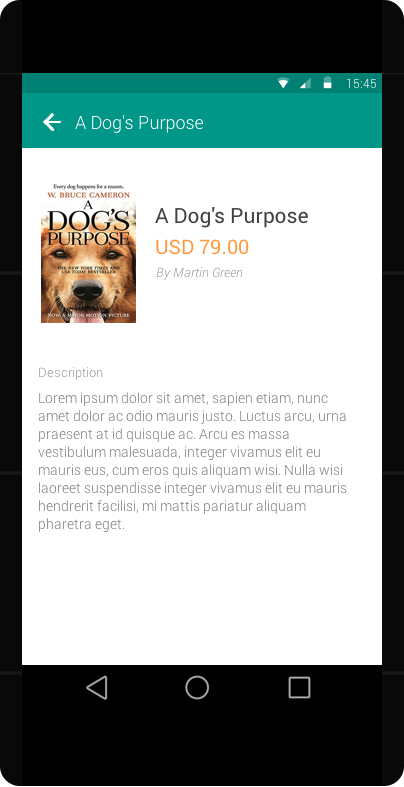 15:45
A Dog's Purpose
Every dog happens for a reason.
W. BRUCE CAMERON
A
DOG'S
PURPOSE
THE NEW YORK TIMES AND
USA TODAY BESTSELLER
NOW A MAJOR MOTION PICTURE
A Dog's Purpose
USD 79.00
By Martin Green
Description
Lorem ipsum dolor sit amet, sapien etiam, nunc
amet dolor ac odio mauris justo. Luctus arcu, urna
praesent at id quisque ac. Arcu es massa
vestibulum malesuada, integer vivamus elit eu
mauris eus, cum eros quis aliquam wisi. Nulla wisi
laoreet suspendisse integer vivamus elit eu mauris
hendrerit facilisi, mi mattis pariatur aliquam
pharetra eget.